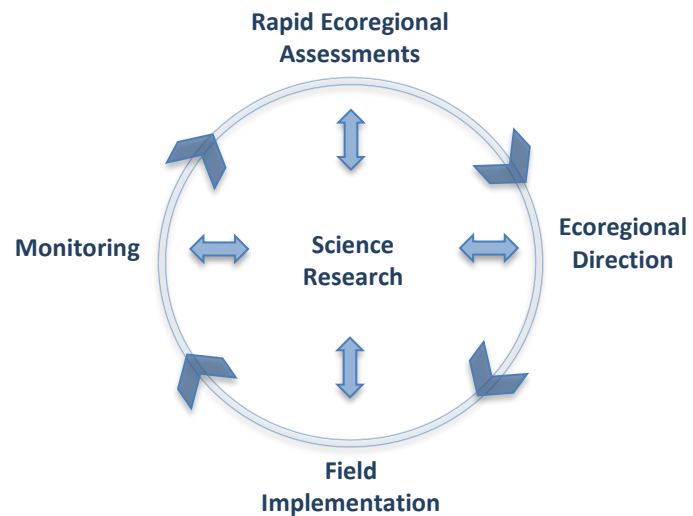 Rapid Ecoregional
Assessments
Monitoring
Science
Research
Ecoregional
Direction
Field
Implementation